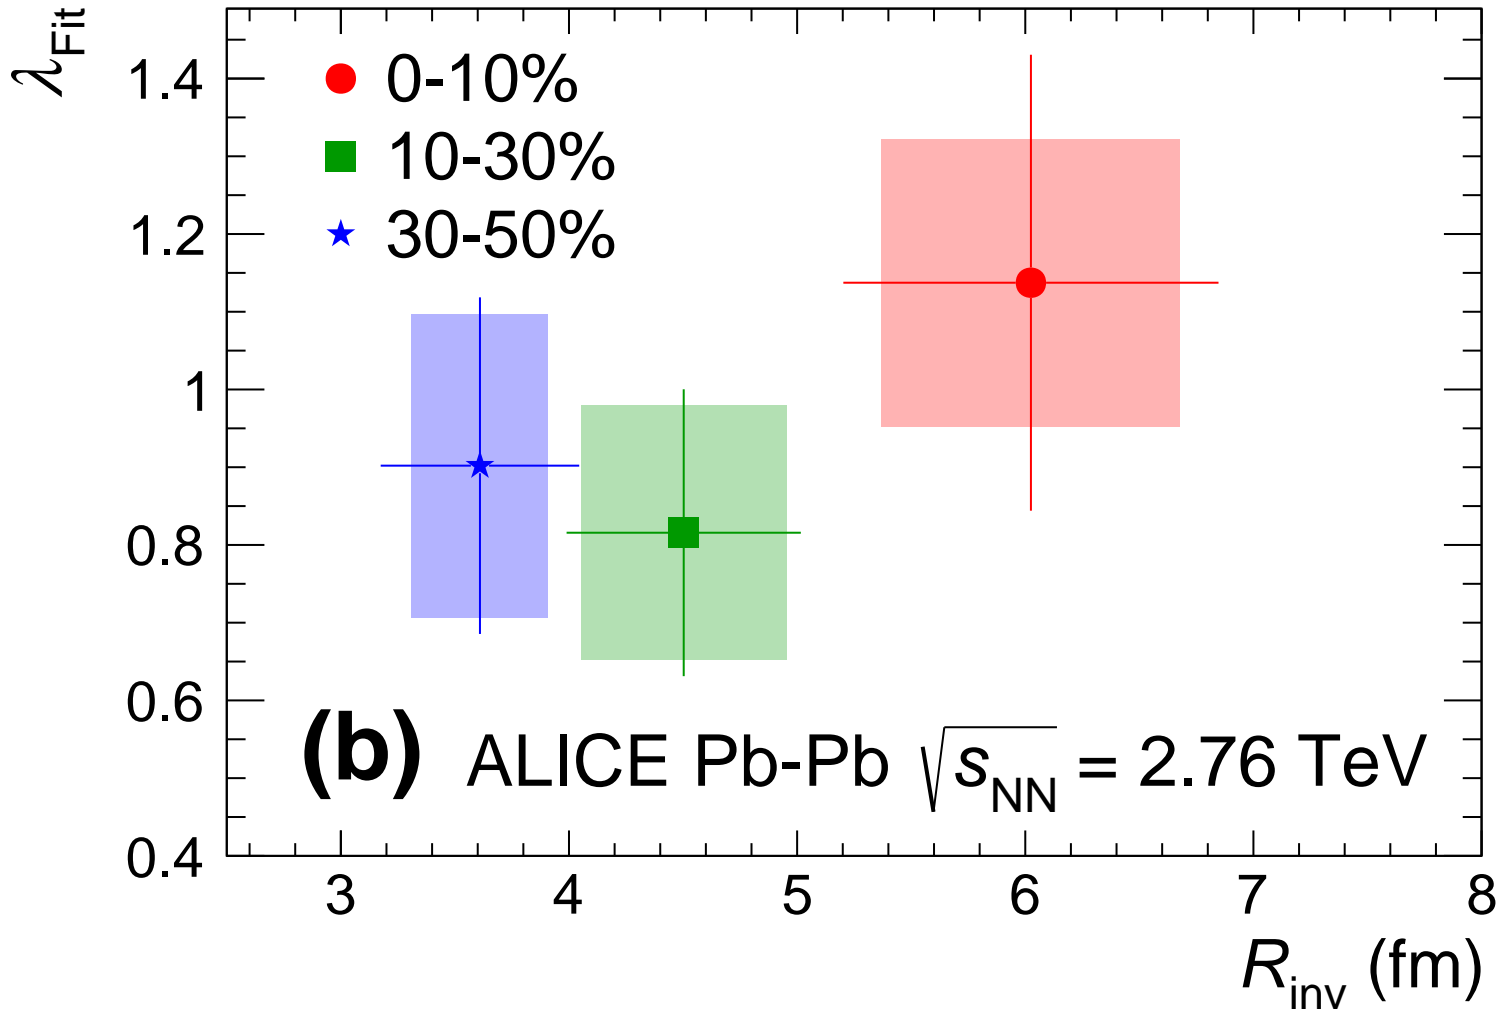 λFit
1.4
1.2
1
0.8
0.6
0.4
0-10%
10-30%
30-50%
(b) ALICE Pb-Pb √sNN = 2.76 TeV
3 4 5 6 7 8
Rinv (fm)